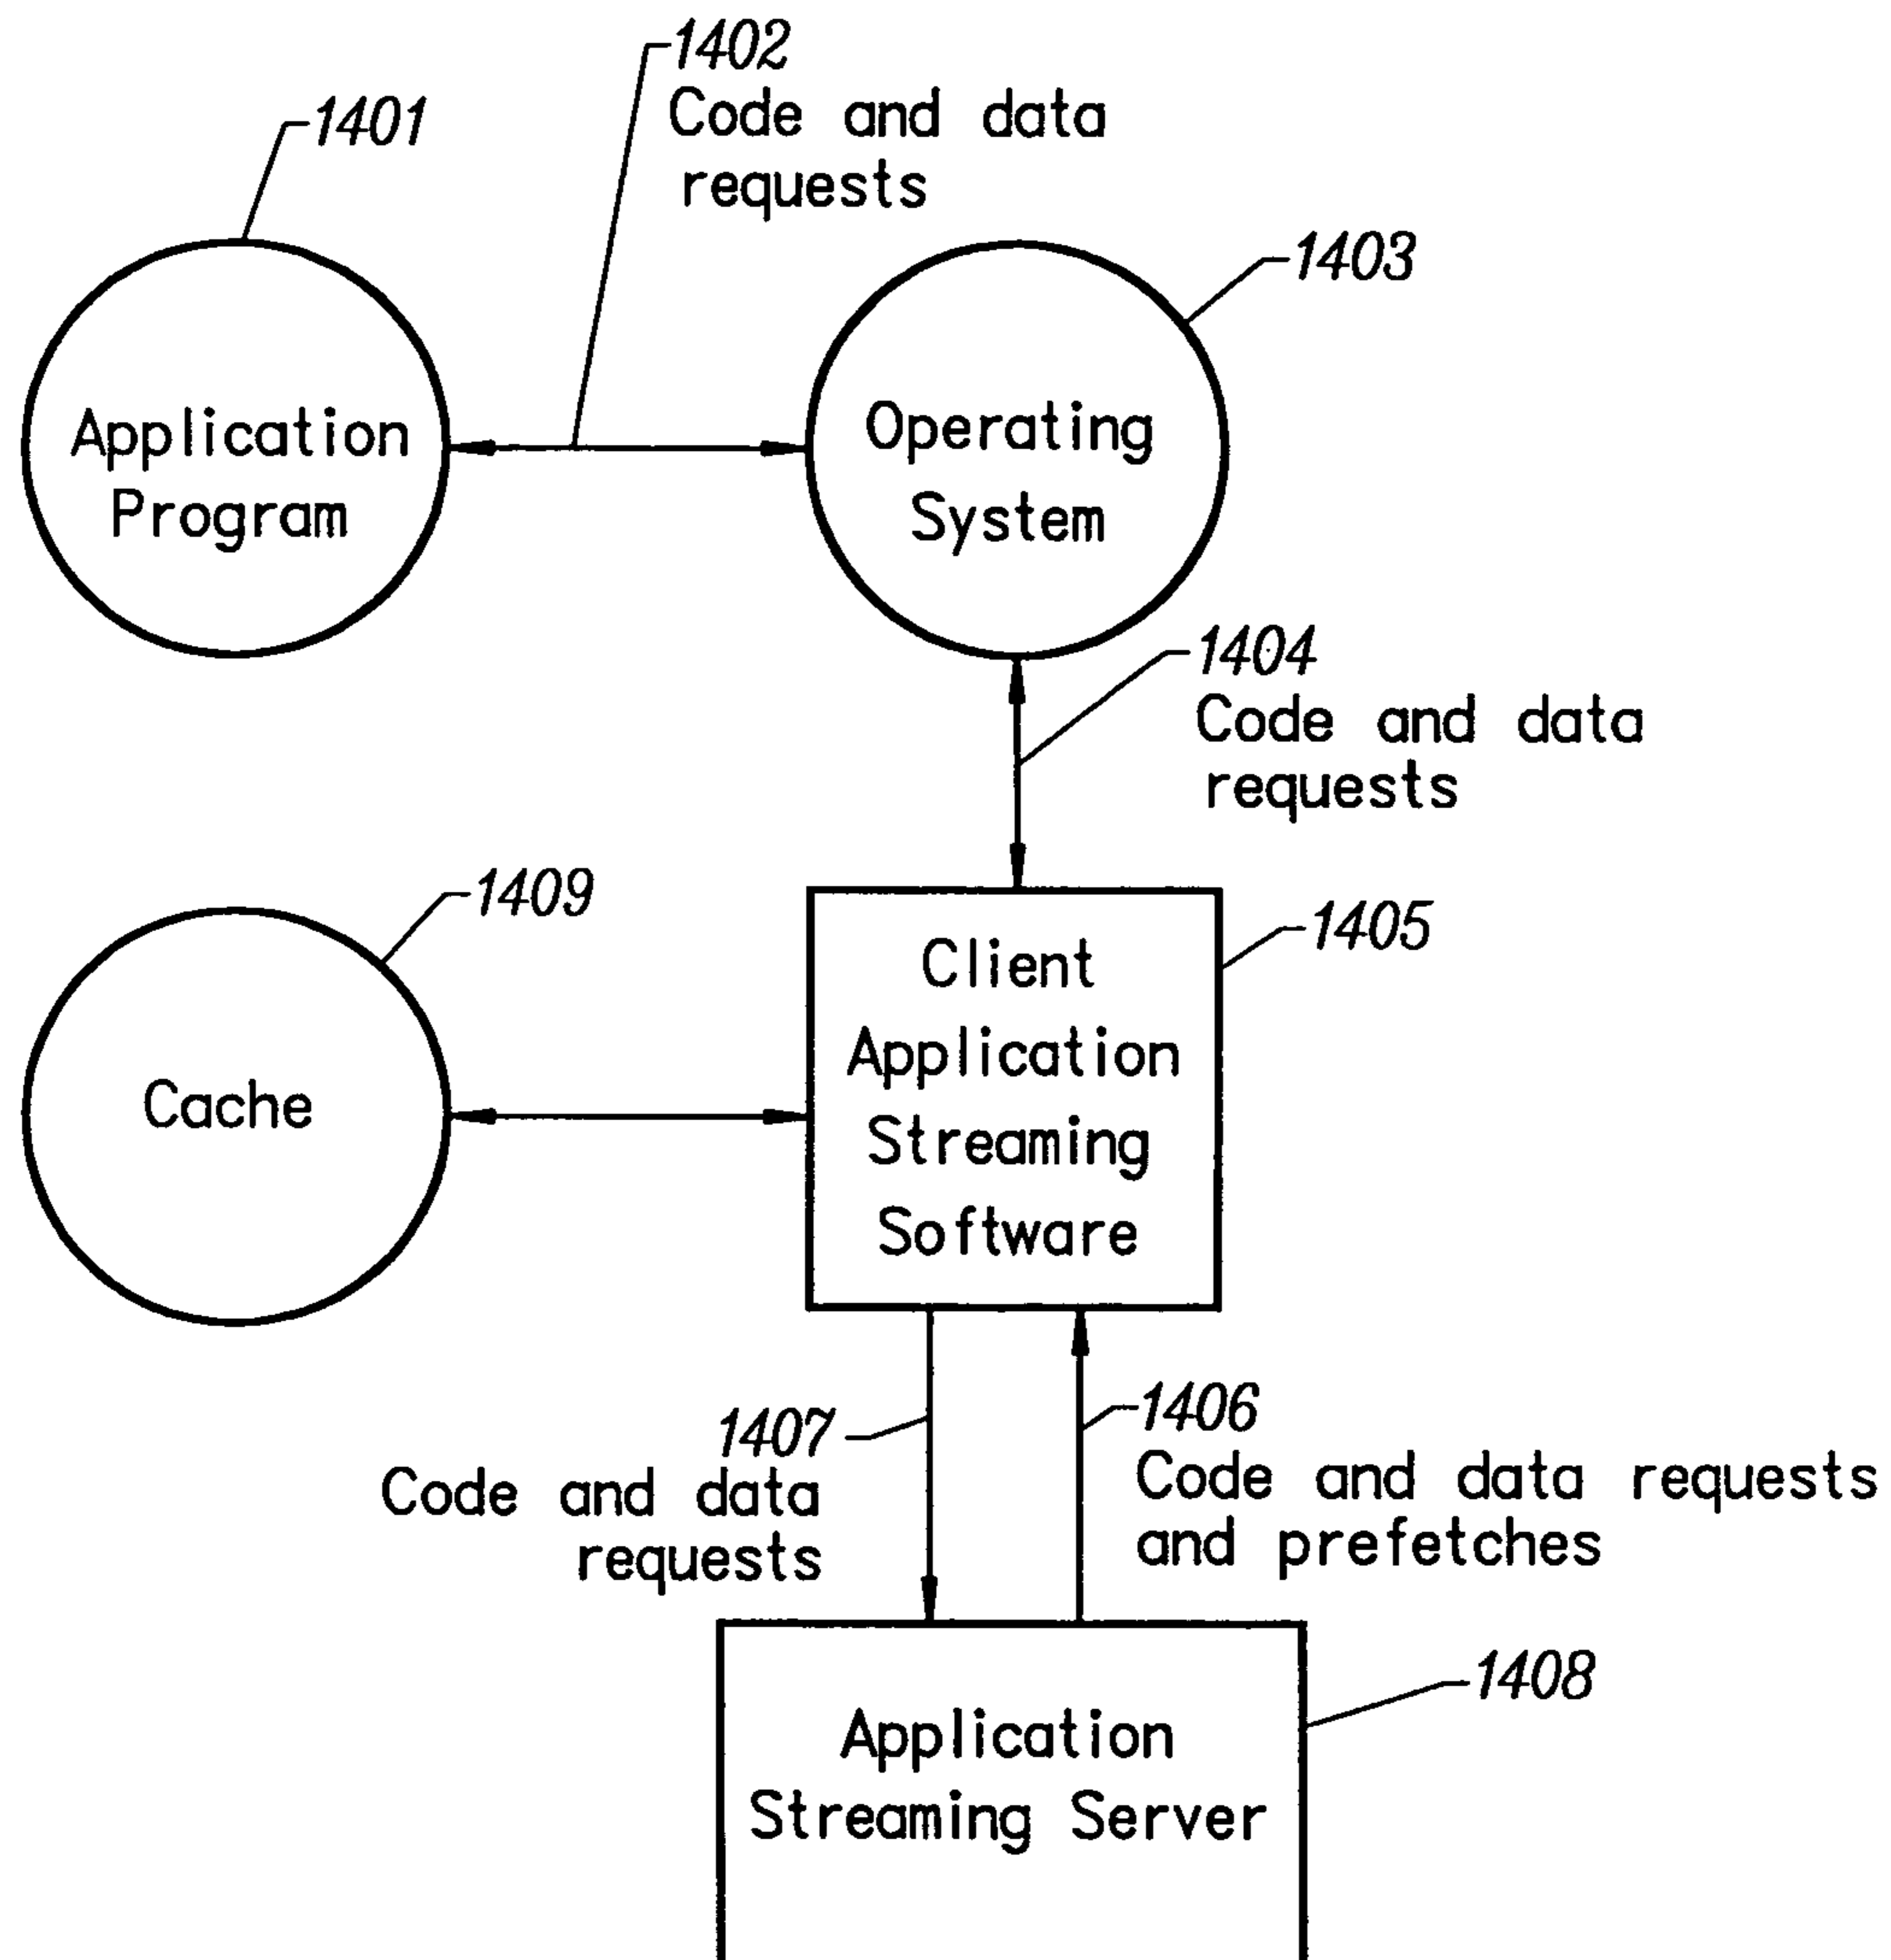 1402
Code and data
requests
1401
1403
Application
Program
Operating
System
1404
Code and data
requests
1409
1405
Cache
Client
Application
Streaming
Software
1407
Code and data
requests
1406
Code and data requests
and prefetches
1408
Application
Streaming Server